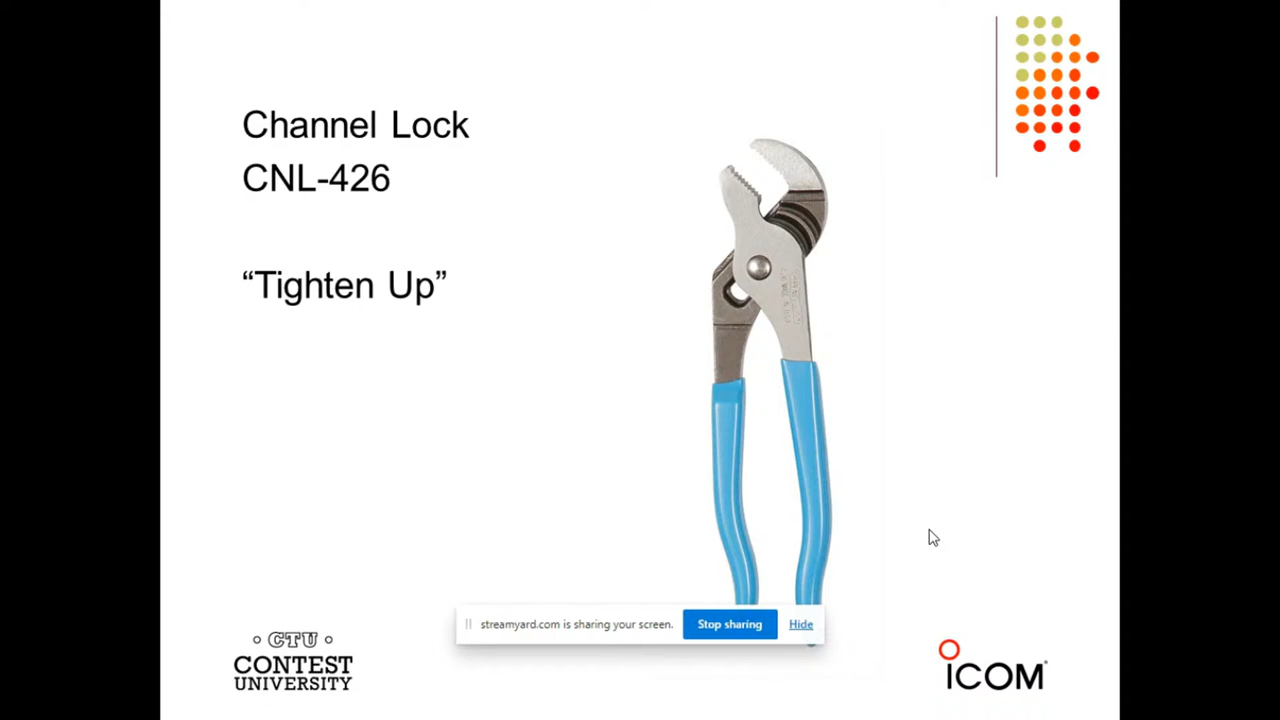 Channel Lock
CNL-426
“Tighten Up”
streamyard.com is sharing your screen.
Stop sharing
Hide
CTU
CONTEST
UNIVERSITY
ICOM